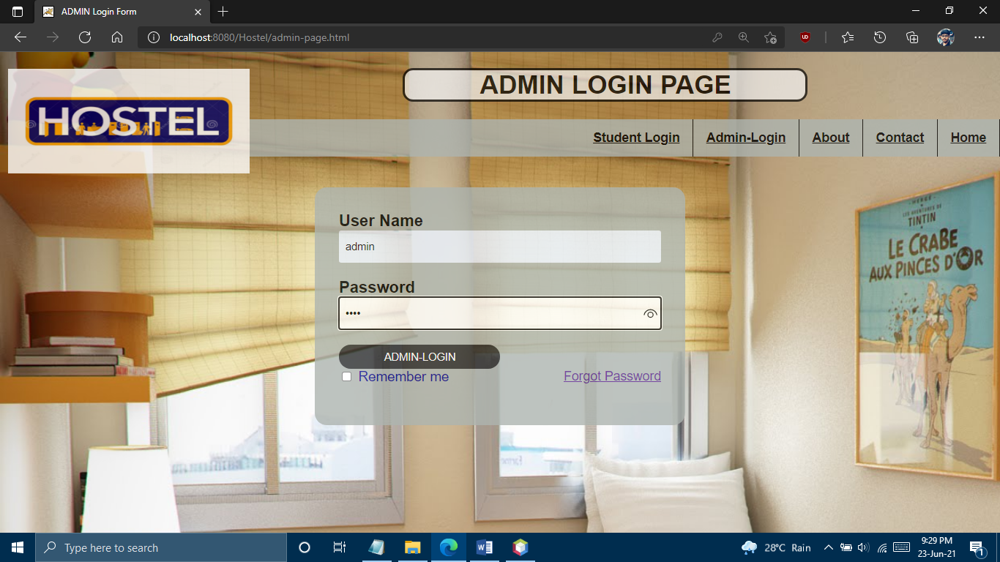 ADMIN Login Form
localhost:8080/Hostel/admin-page.html
ADMIN LOGIN PAGE
HOSTEL
Student Login
Admin-Login
About
Contact
Home
User Name
admin
Password
••••
ADMIN-LOGIN
Remember me
Forgot Password
HERGÉ
LES AVENTURES DE
TINTIN
LE CRABE
AUX PINCES D'OR
Type here to search
28°C Rain
9:29 PM
23-Jun-21
1